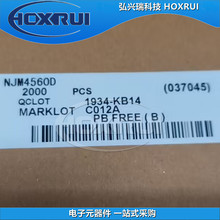 HOXRUI
弘兴瑞科技 HOXRUI
NJM4560D
(037045)
2000 PCS
QCLOT 1934-KB14
MARKLOT C012A
PB FREE ( B )
电子元器件 一站式采购